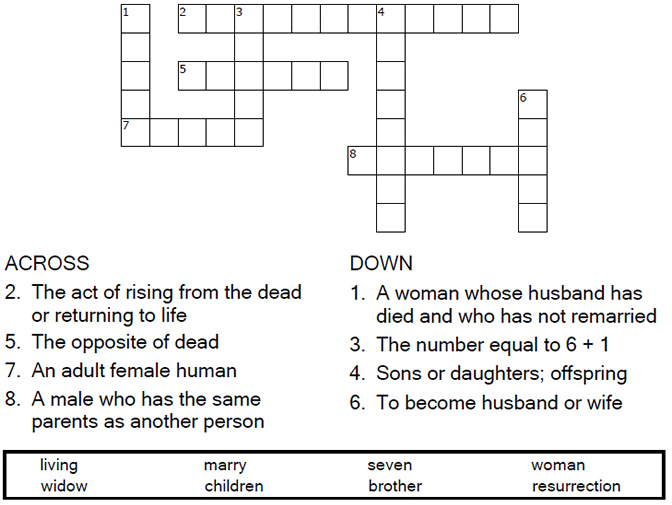 1 2 3 4
5
6
7
8
ACROSS
2. The act of rising from the dead
or returning to life
5. The opposite of dead
7. An adult female human
8. A male who has the same
parents as another person
DOWN
1. A woman whose husband has
died and who has not remarried
3. The number equal to 6 + 1
4. Sons or daughters; offspring
6. To become husband or wife
living marry seven woman
widow children brother resurrection